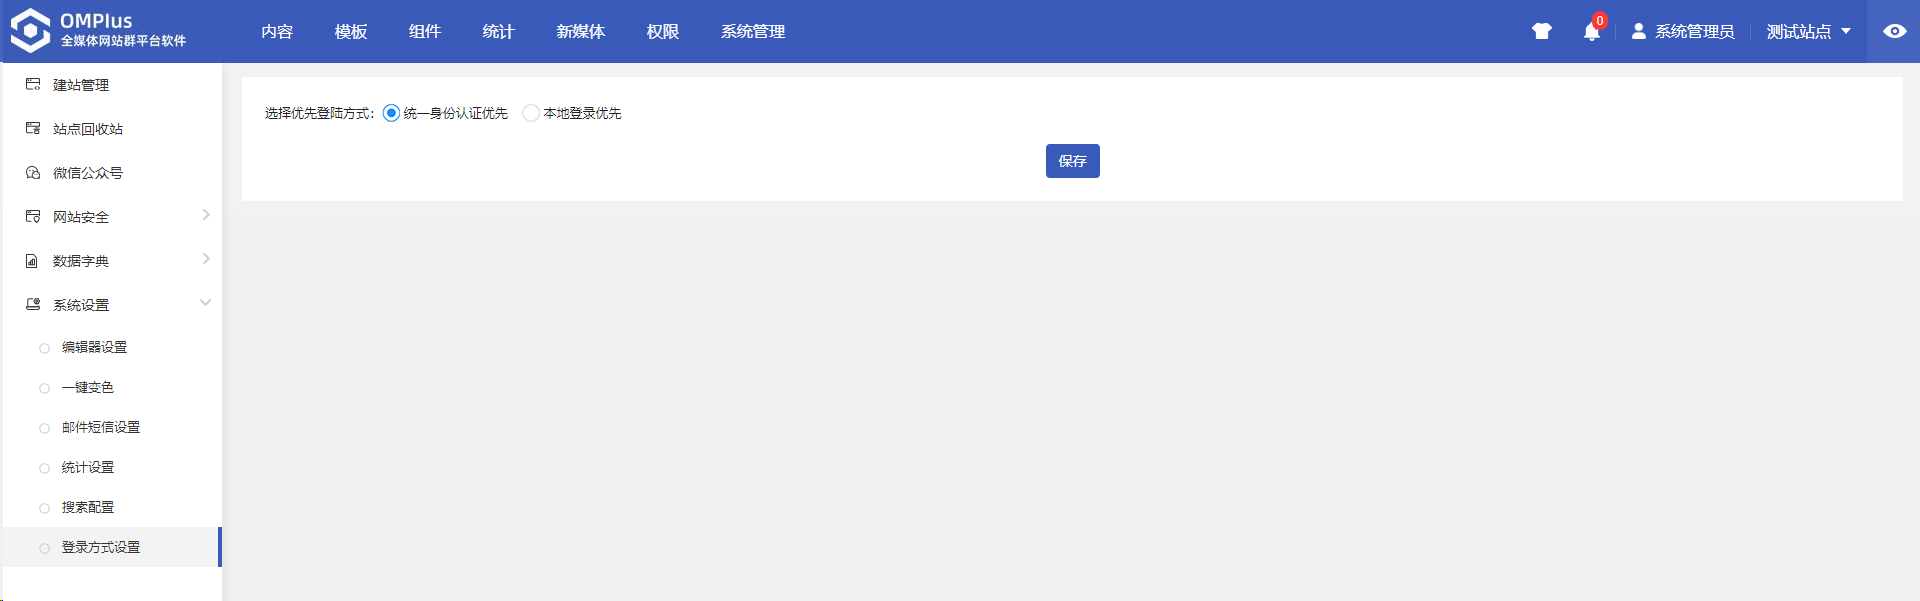 OMPlus
全媒体网站群平台软件
内容 模板 组件 统计 新媒体 权限 系统管理 0 系统管理员 测试站点
建站管理
站点回收站
微信公众号
网站安全
数据字典
系统设置
编辑器设置
一键变色
邮件短信设置
统计设置
搜索配置
登录方式设置
选择优先登陆方式: 统一身份认证优先 本地登录优先
保存